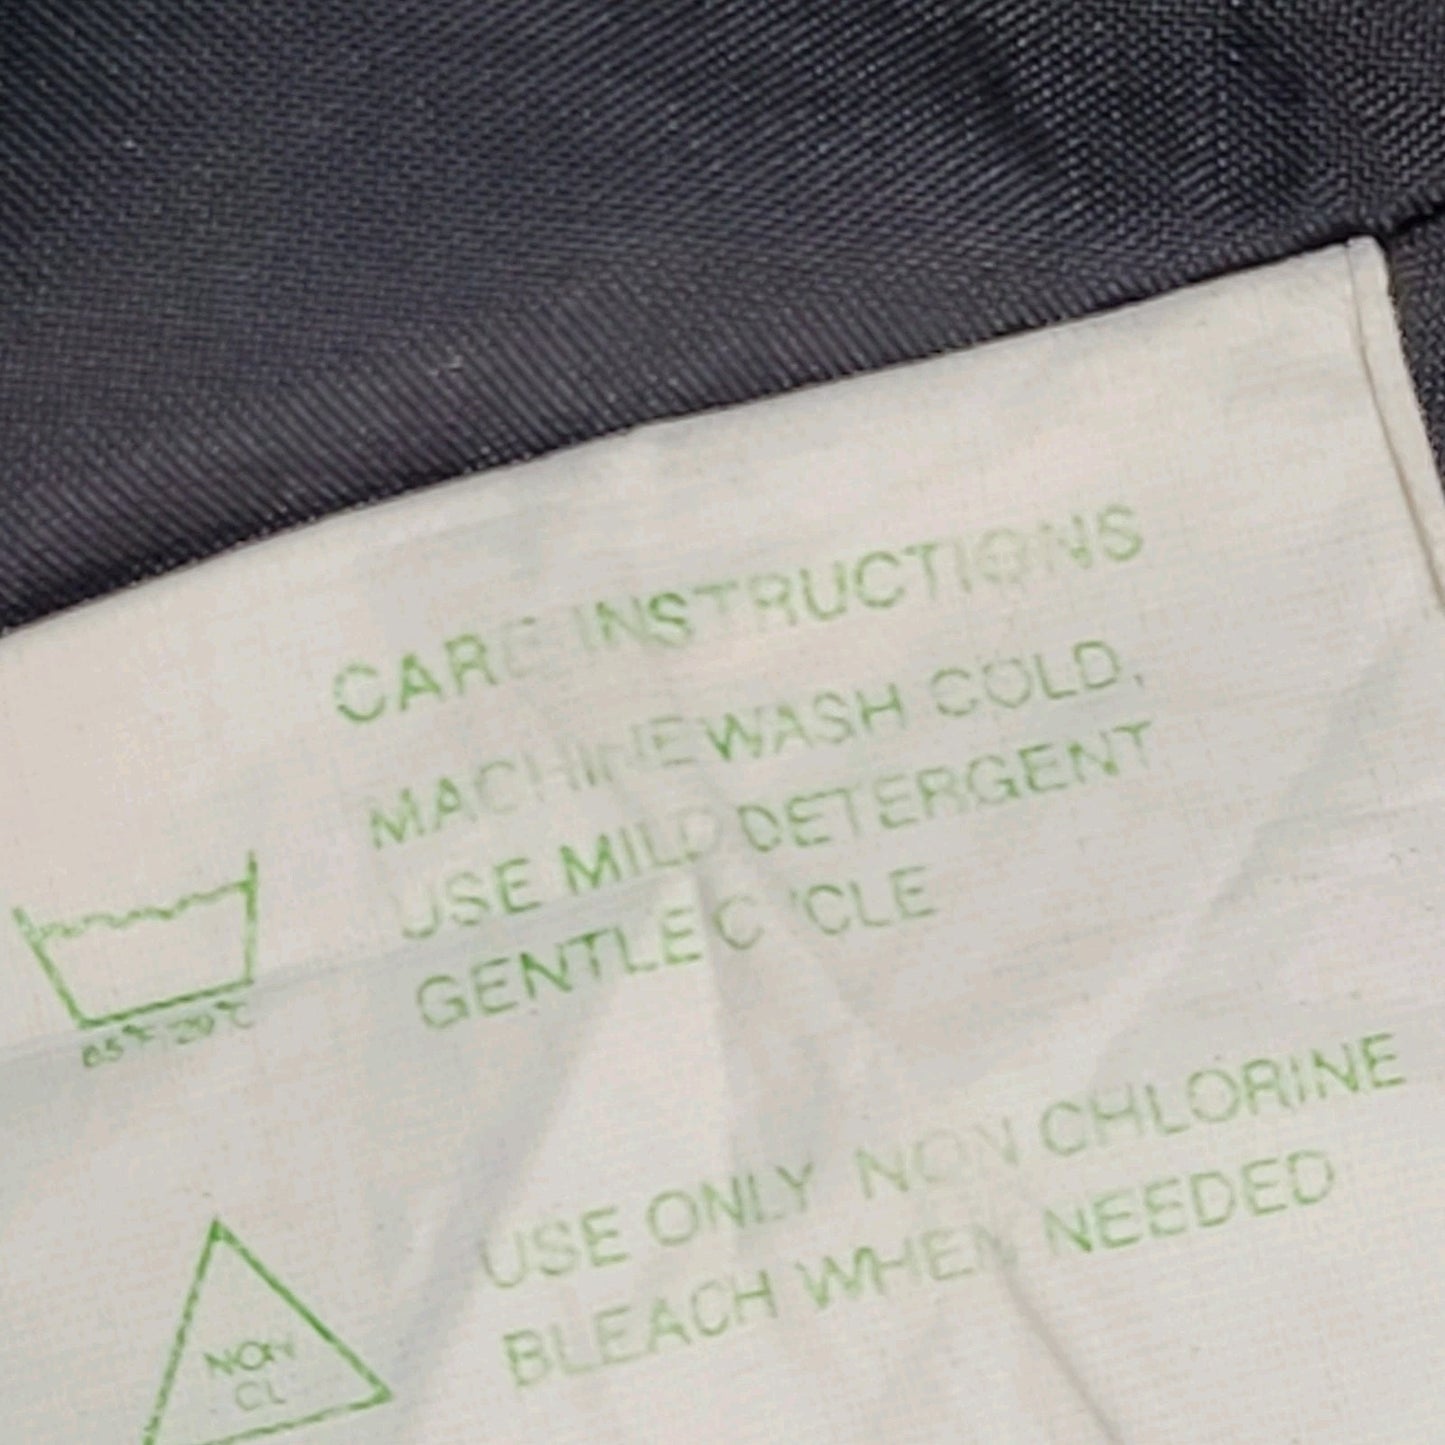 CARE INSTRUCTIONS
MACHINE WASH COLD,
USE MILD DETERGENT
GENTLE CYCLE
USE ONLY NON CHLORINE
BLEACH WHEN NEEDED
NON
CL